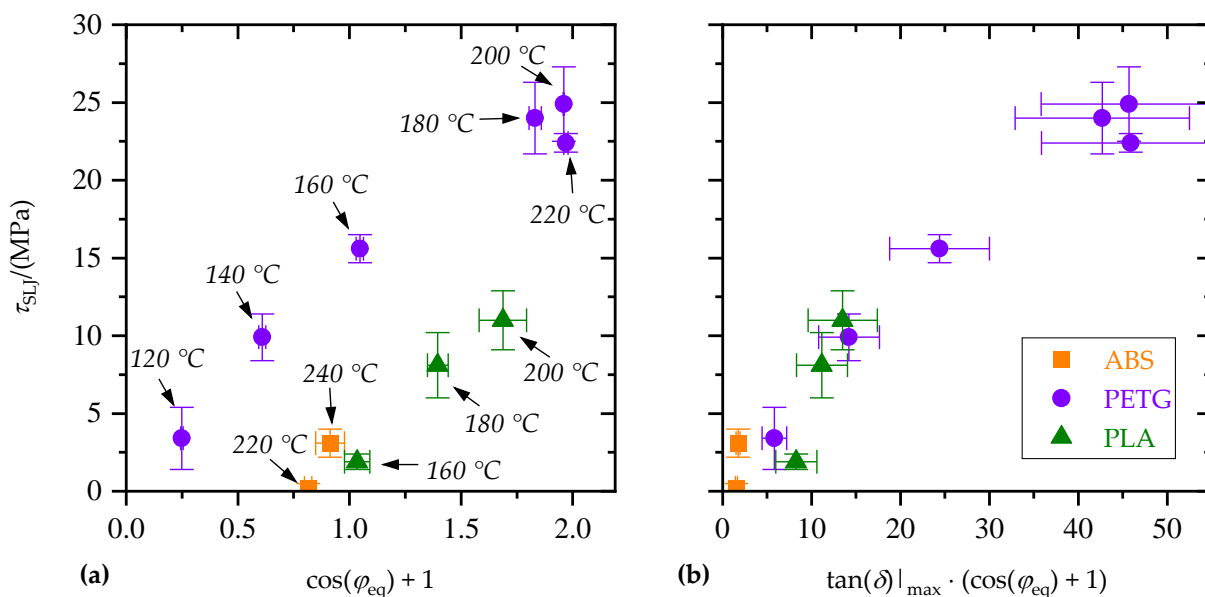 30
25
20
15
10
5
0
τSLJ/(MPa)
200 °C
180 °C
220 °C
160 °C
140 °C
120 °C
240 °C
220 °C
200 °C
180 °C
160 °C
0.0 0.5 1.0 1.5 2.0
(a) cos(φeq) + 1
ABS
PETG
PLA
0 10 20 30 40 50
(b) tan(δ)|max · (cos(φeq) + 1)